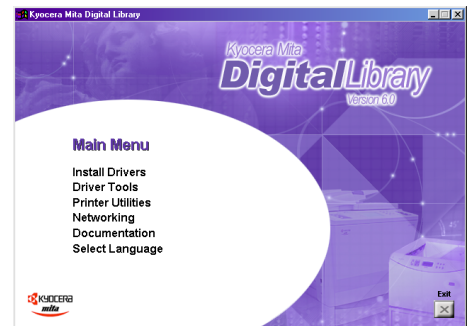 Kyocera Mita Digital Library
Kyocera Mita
DigitalLibrary
Version 6.0
Main Menu
Install Drivers
Driver Tools
Printer Utilities
Networking
Documentation
Select Language
KYOCERA
mita
Exit